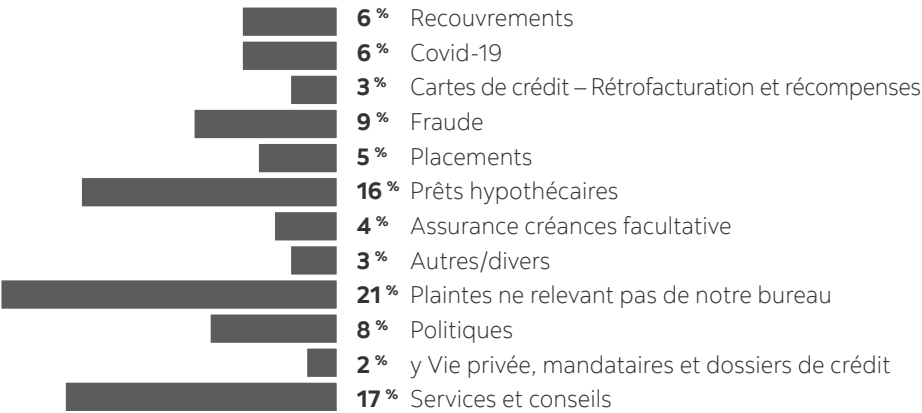 6 % Recouvrements
6 % Covid-19
3 % Cartes de crédit – Rétrofacturation et récompenses
9 % Fraude
5 % Placements
16 % Prêts hypothécaires
4 % Assurance créances facultative
3 % Autres/divers
21 % Plaintes ne relevant pas de notre bureau
8 % Politiques
2 % y Vie privée, mandataires et dossiers de crédit
17 % Services et conseils